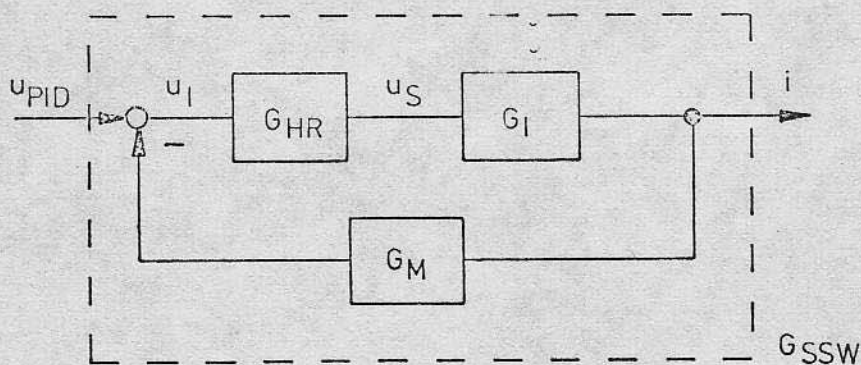 u_PID
u_I
G_HR
u_S
G_I
i
−
G_M
G_SSW